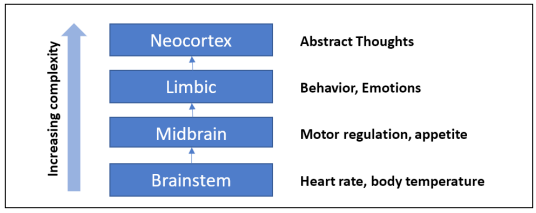 Increasing complexity
Neocortex
Abstract Thoughts
Limbic
Behavior, Emotions
Midbrain
Motor regulation, appetite
Brainstem
Heart rate, body temperature